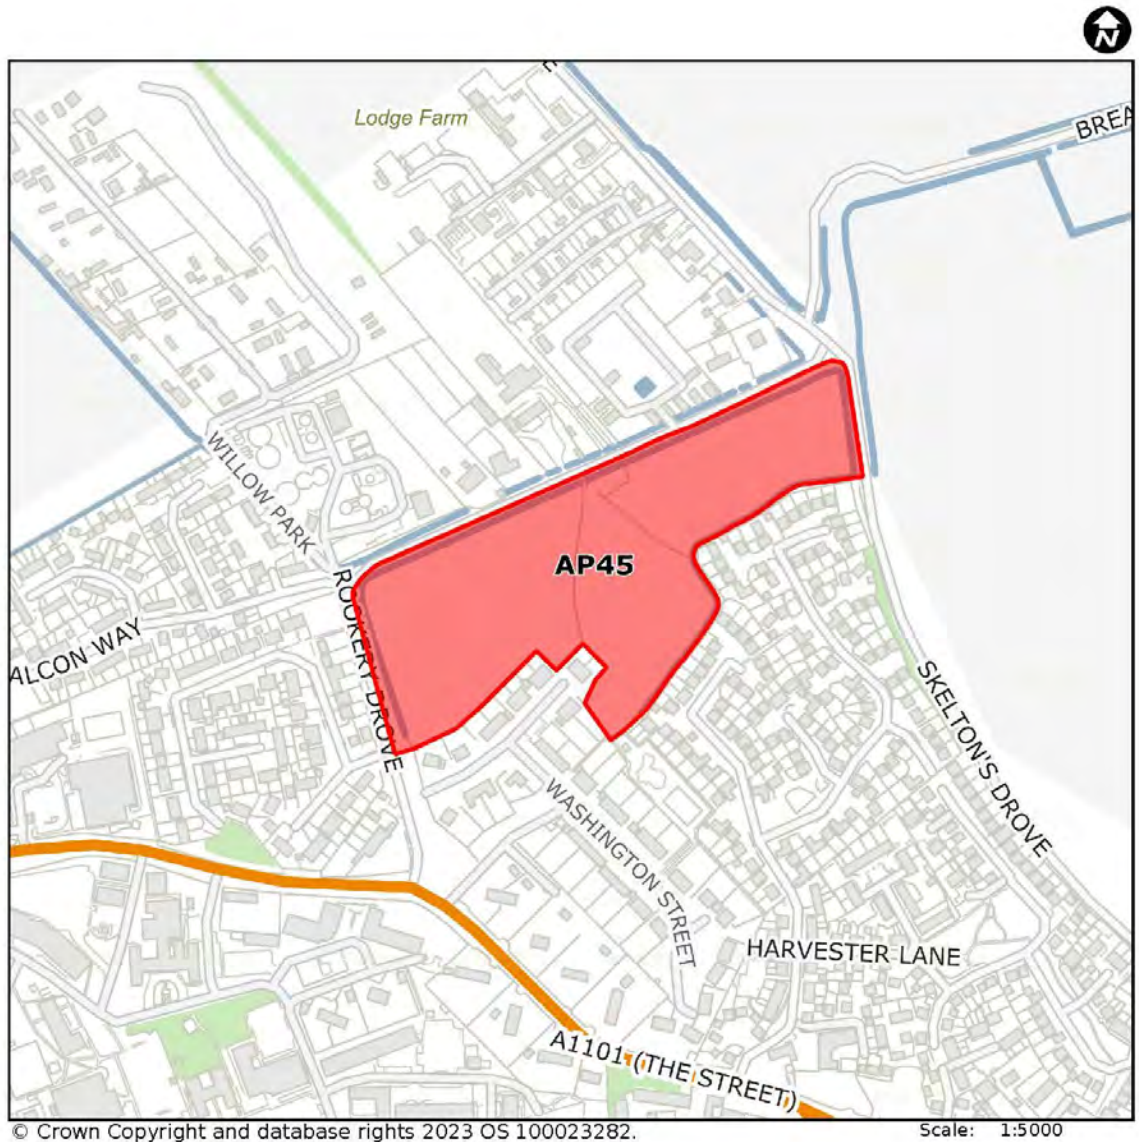 N
Lodge Farm
BREA
WILLOW PARK
AP45
ROOKERY DROVE
ALCON WAY
SKELTON'S DROVE
WASHINGTON STREET
HARVESTER LANE
A1101 (THE STREET)
© Crown Copyright and database rights 2023 OS 100023282.
Scale: 1:5000